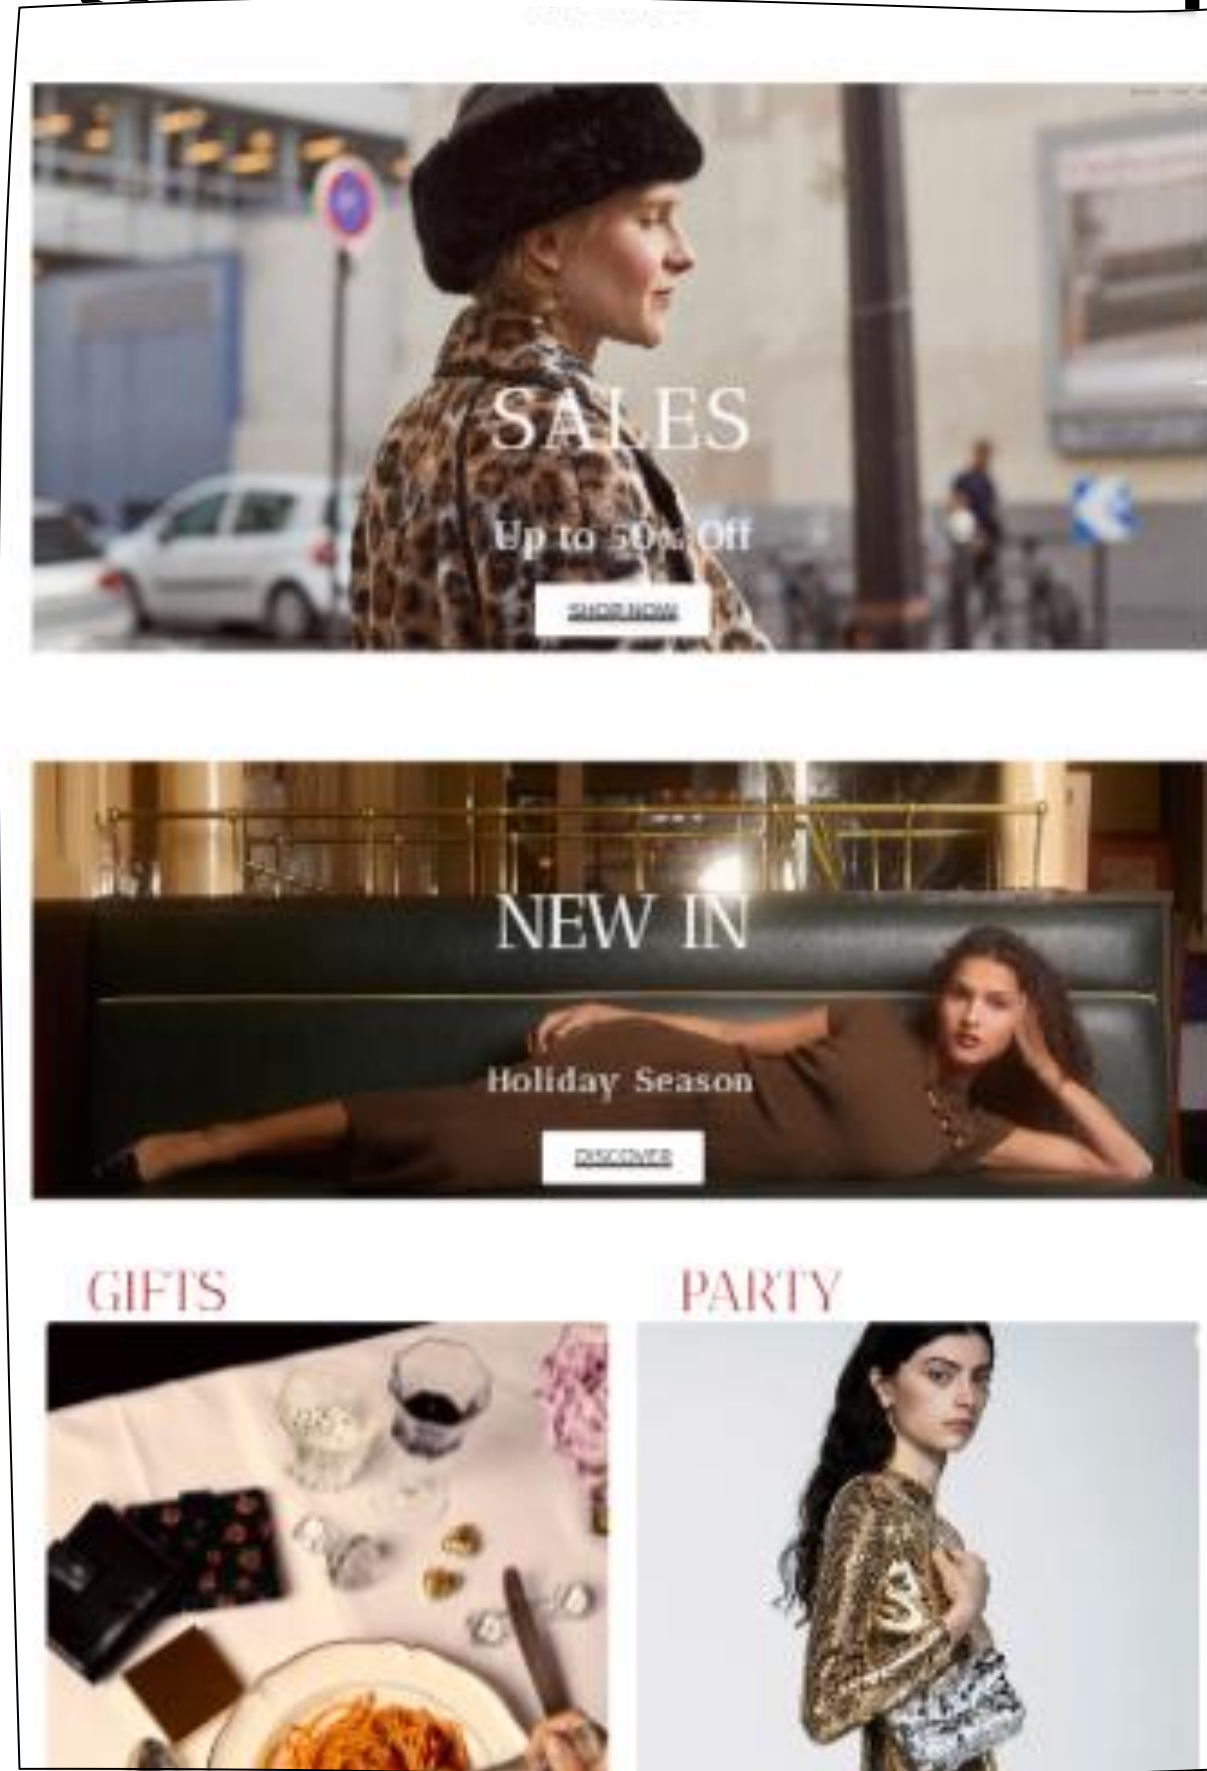 SALES
Up to 50% Off
SHOP NOW
NEW IN
Holiday Season
DISCOVER
GIFTS
PARTY